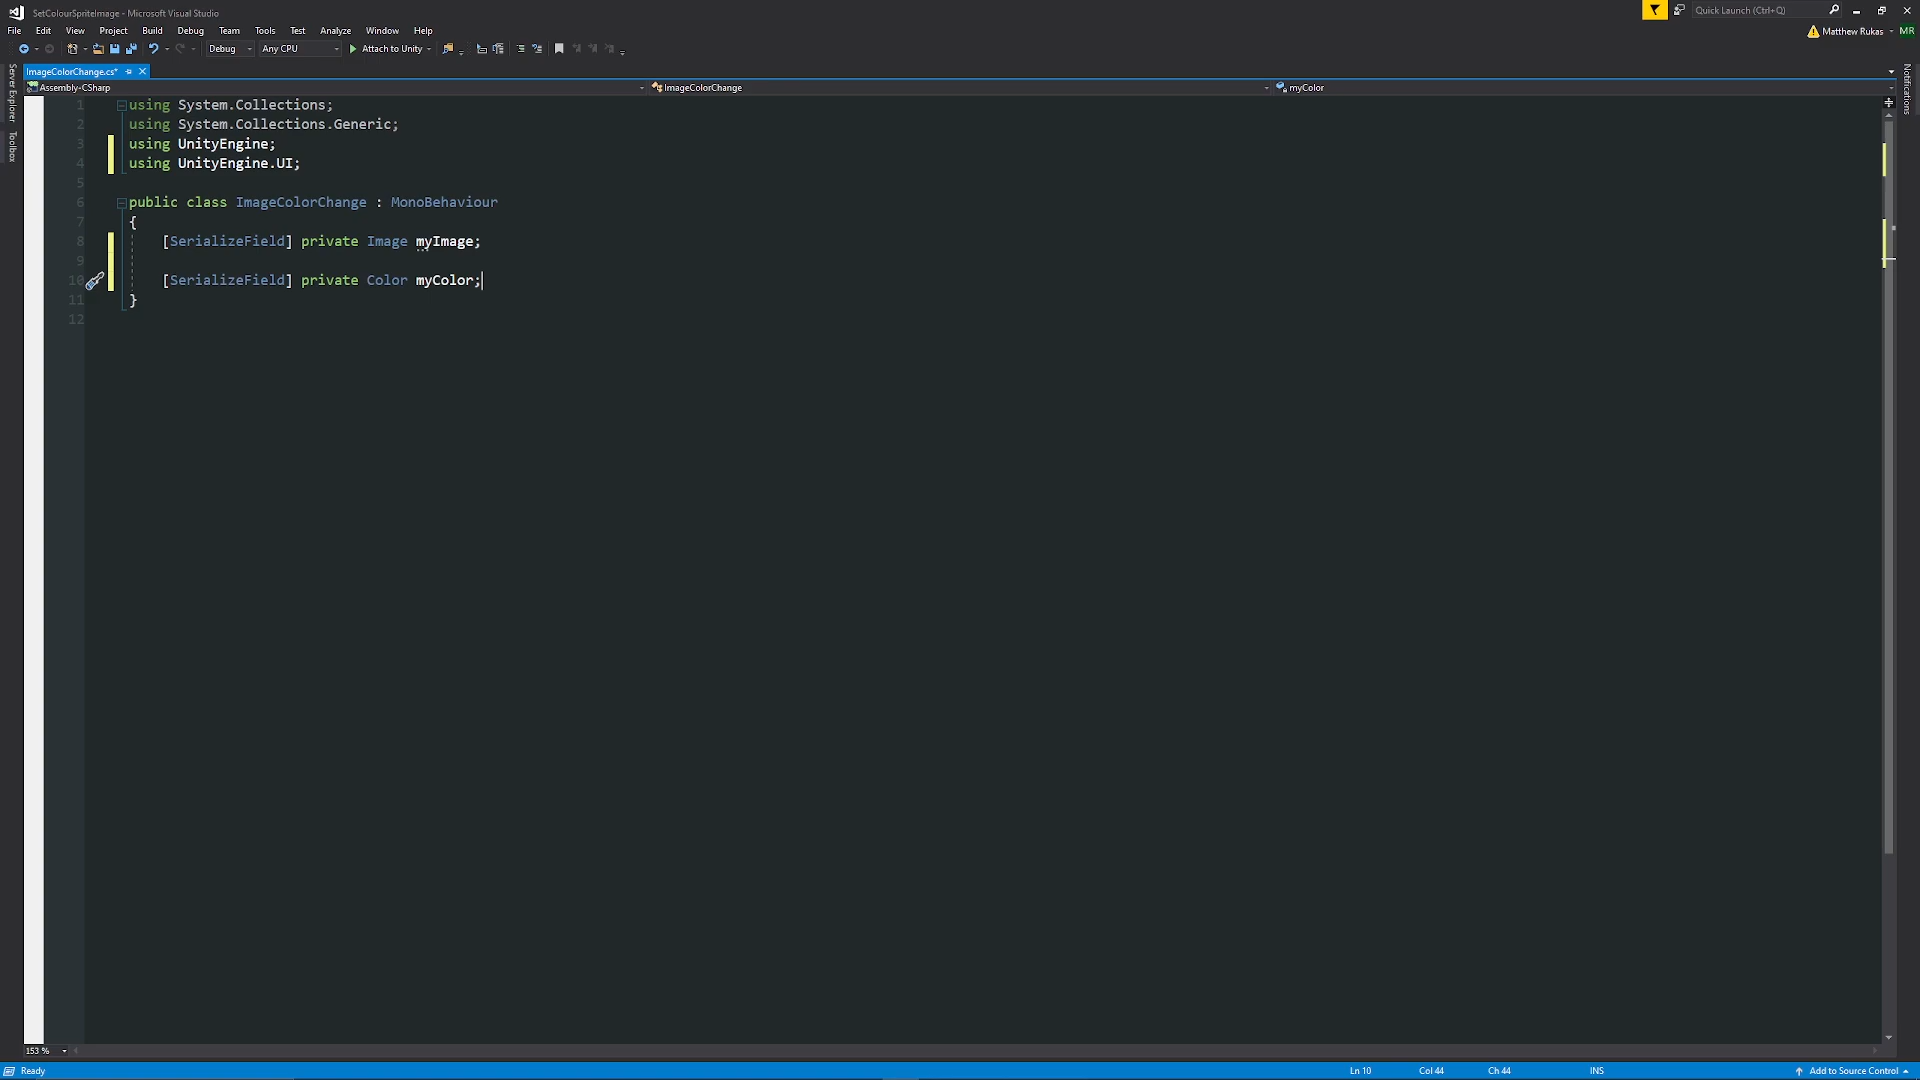 SetColourSpriteImage - Microsoft Visual Studio
Quick Launch (Ctrl+Q)
File Edit View Project Build Debug Team Tools Test Analyze Window Help
Matthew Rukas MR
Debug Any CPU Attach to Unity
Server Explorer
Toolbox
Notifications
ImageColorChange.cs*
Assembly-CSharp ImageColorChange myColor
1 using System.Collections;
2 using System.Collections.Generic;
3 using UnityEngine;
4 using UnityEngine.UI;
5
6 public class ImageColorChange : MonoBehaviour
7 {
8 [SerializeField] private Image myImage;
9
10 [SerializeField] private Color myColor;
11 }
12
153 %
Ready Ln 10 Col 44 Ch 44 INS Add to Source Control